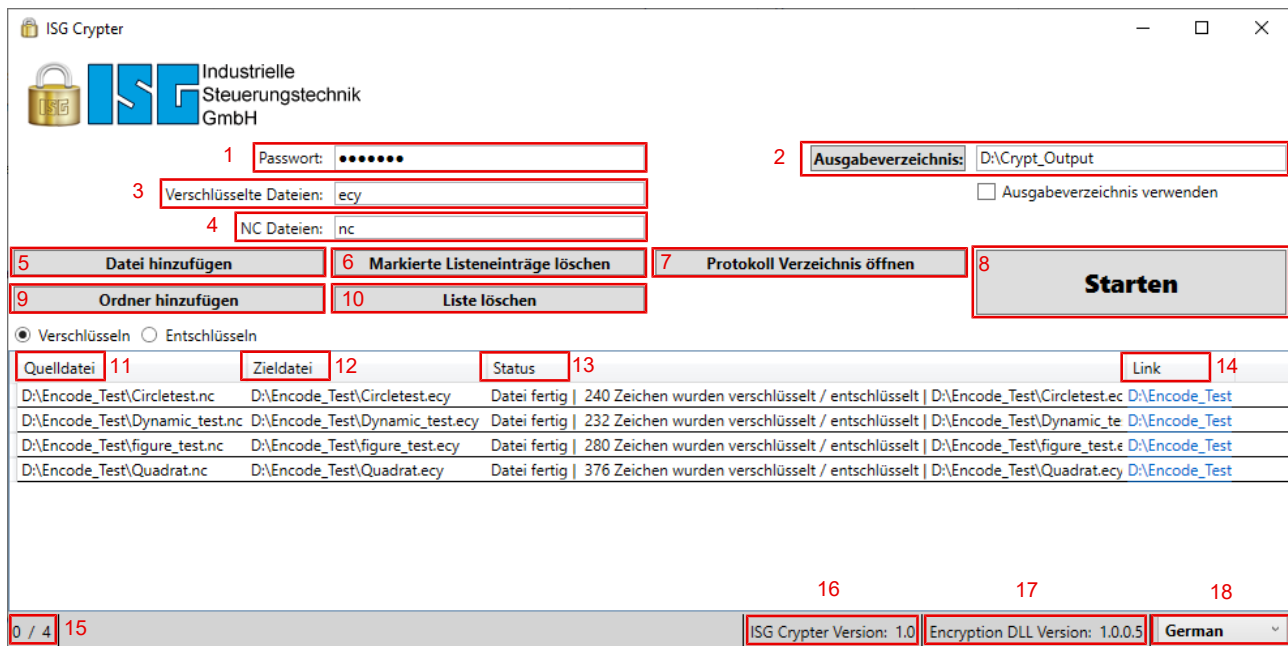 ISG Crypter
ISG
ISG
Industrielle
Steuerungstechnik
GmbH
1 Passwort: •••••••
2 Ausgabeverzeichnis: D:\Crypt_Output
3 Verschlüsselte Dateien: ecy
Ausgabeverzeichnis verwenden
4 NC Dateien: nc
5 Datei hinzufügen 6 Markierte Listeneinträge löschen 7 Protokoll Verzeichnis öffnen 8 Starten
9 Ordner hinzufügen 10 Liste löschen
Verschlüsseln Entschlüsseln
Quelldatei 11 Zieldatei 12 Status 13 Link 14
D:\Encode_Test\Circletest.nc D:\Encode_Test\Circletest.ecy Datei fertig | 240 Zeichen wurden verschlüsselt / entschlüsselt | D:\Encode_Test\Circletest.ec D:\Encode_Test
D:\Encode_Test\Dynamic_test.nc D:\Encode_Test\Dynamic_test.ecy Datei fertig | 232 Zeichen wurden verschlüsselt / entschlüsselt | D:\Encode_Test\Dynamic_te D:\Encode_Test
D:\Encode_Test\figure_test.nc D:\Encode_Test\figure_test.ecy Datei fertig | 280 Zeichen wurden verschlüsselt / entschlüsselt | D:\Encode_Test\figure_test.e D:\Encode_Test
D:\Encode_Test\Quadrat.nc D:\Encode_Test\Quadrat.ecy Datei fertig | 376 Zeichen wurden verschlüsselt / entschlüsselt | D:\Encode_Test\Quadrat.ecy D:\Encode_Test
16 17 18
0 / 4 15 ISG Crypter Version: 1.0 Encryption DLL Version: 1.0.0.5 German